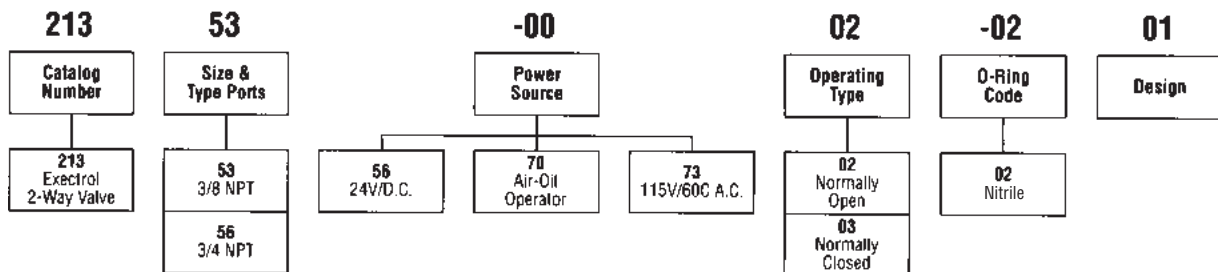 213 53 -00 02 -02 01
Catalog
Number
Size &
Type Ports
Power
Source
Operating
Type
O-Ring
Code
Design
213
Exectrol
2-Way Valve
53
3/8 NPT
56
3/4 NPT
56
24V/D.C.
70
Air-Oil
Operator
73
115V/60C A.C.
02
Normally
Open
03
Normally
Closed
02
Nitrile